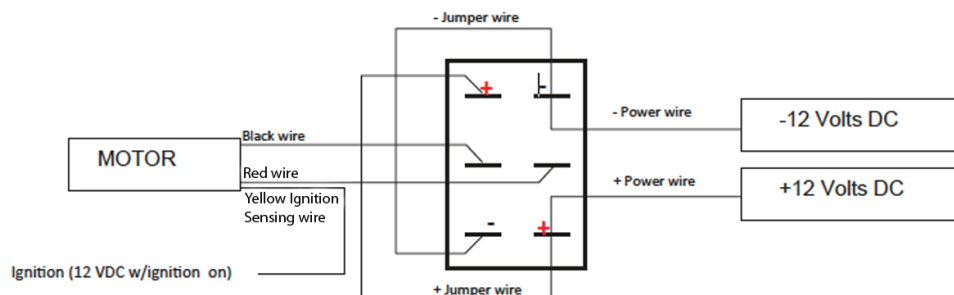 - Jumper wire
+
-
- Power wire
-12 Volts DC
Black wire
MOTOR
Red wire
+ Power wire
+12 Volts DC
Yellow Ignition
Sensing wire
-
+
Ignition (12 VDC w/ignition on)
+ Jumper wire